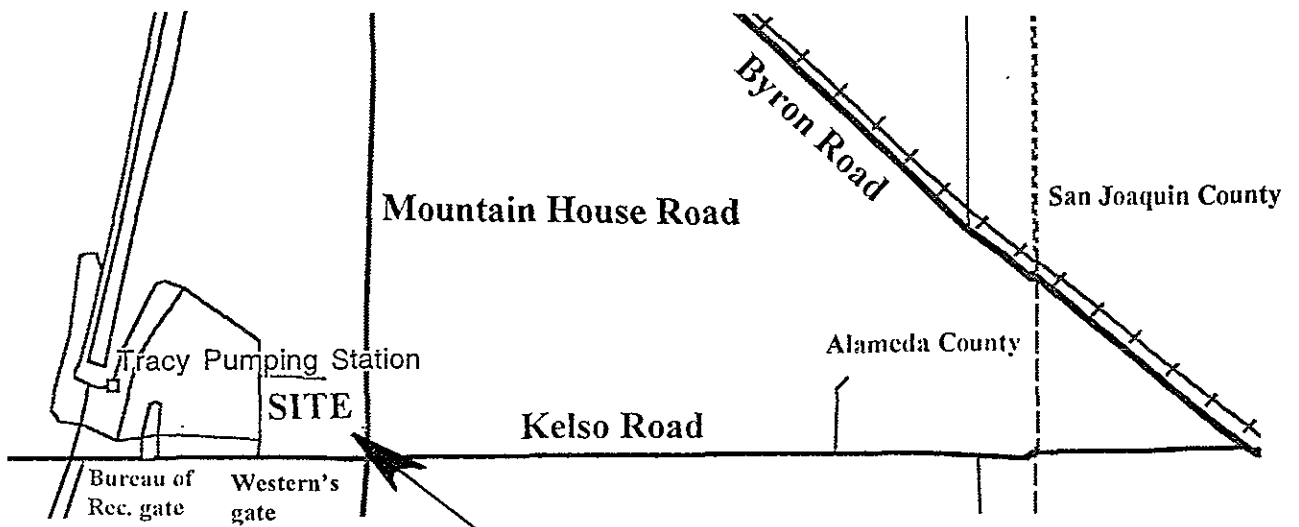 Byron Road
San Joaquin County
Mountain House Road
Alameda County
Tracy Pumping Station
SITE
Kelso Road
Bureau of
Rec. gate
Western's
gate